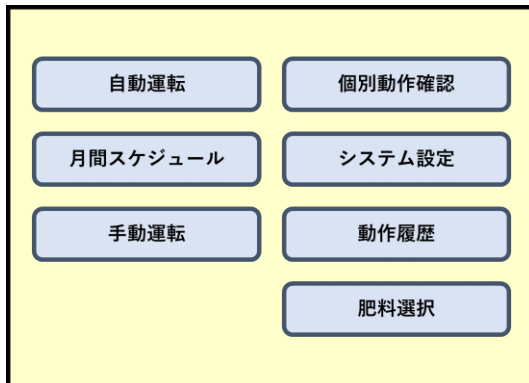 自動運転
個別動作確認
月間スケジュール
システム設定
手動運転
動作履歴
肥料選択